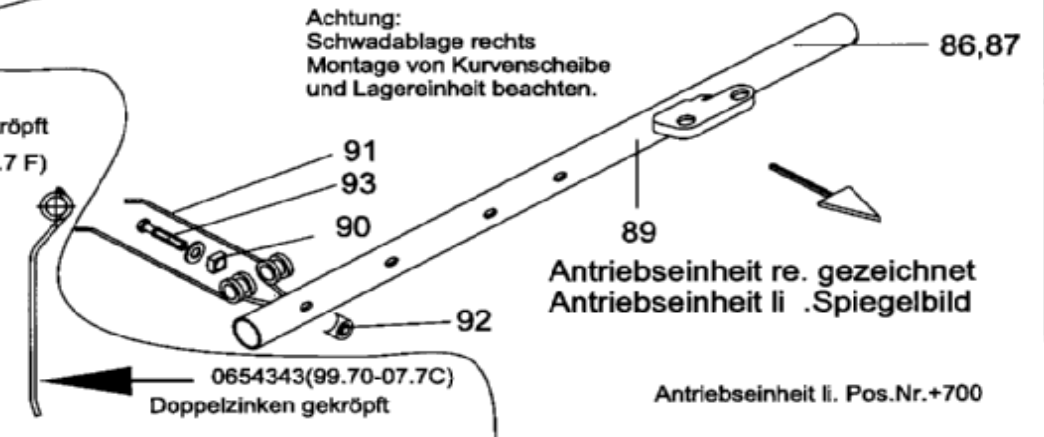 Achtung:
Schwadablage rechts
Montage von Kurvenscheibe
und Lagereinheit beachten.
86,87
röpft
.7 F)
91
93
90
89
92
Antriebseinheit re. gezeichnet
Antriebseinheit li .Spiegelbild
0654343(99.70-07.7C)
Doppelzinken gekröpft
Antriebseinheit li. Pos.Nr.+700